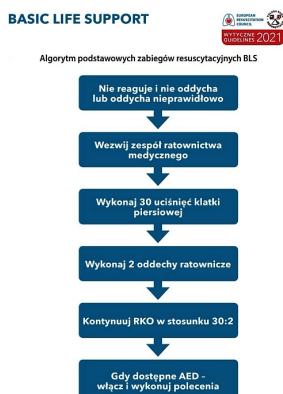 BASIC LIFE SUPPORT
EUROPEAN
RESUSCITATION
COUNCIL
WYTYCZNE
GUIDELINES 2021
Algorytm podstawowych zabiegów resuscytacyjnych BLS
Nie reaguje i nie oddycha
lub oddycha nieprawidłowo
Wezwij zespół ratownictwa
medycznego
Wykonaj 30 uciśnięć klatki
piersiowej
Wykonaj 2 oddechy ratownicze
Kontynuuj RKO w stosunku 30:2
Gdy dostępne AED –
włącz i wykonuj polecenia